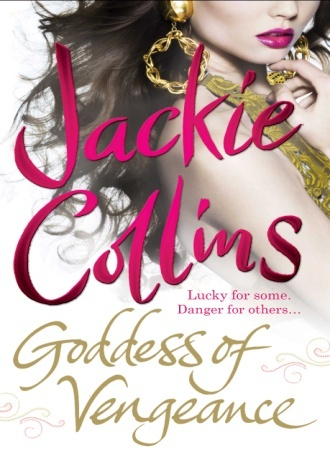 Jackie
Collins
Lucky for some.
Danger for others...
Goddess of
Vengeance